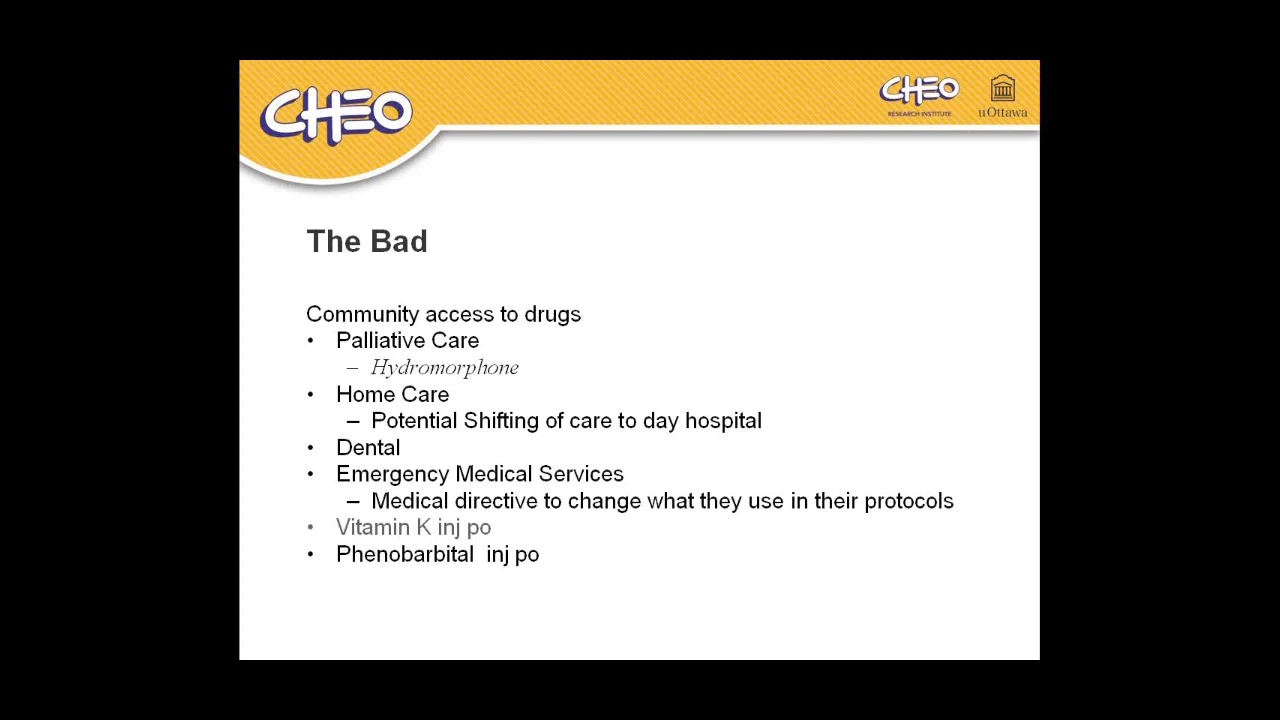 CHEO
CHEO
RESEARCH INSTITUTE
uOttawa
The Bad
Community access to drugs
• Palliative Care
– Hydromorphone
• Home Care
– Potential Shifting of care to day hospital
• Dental
• Emergency Medical Services
– Medical directive to change what they use in their protocols
• Vitamin K inj po
• Phenobarbital inj po